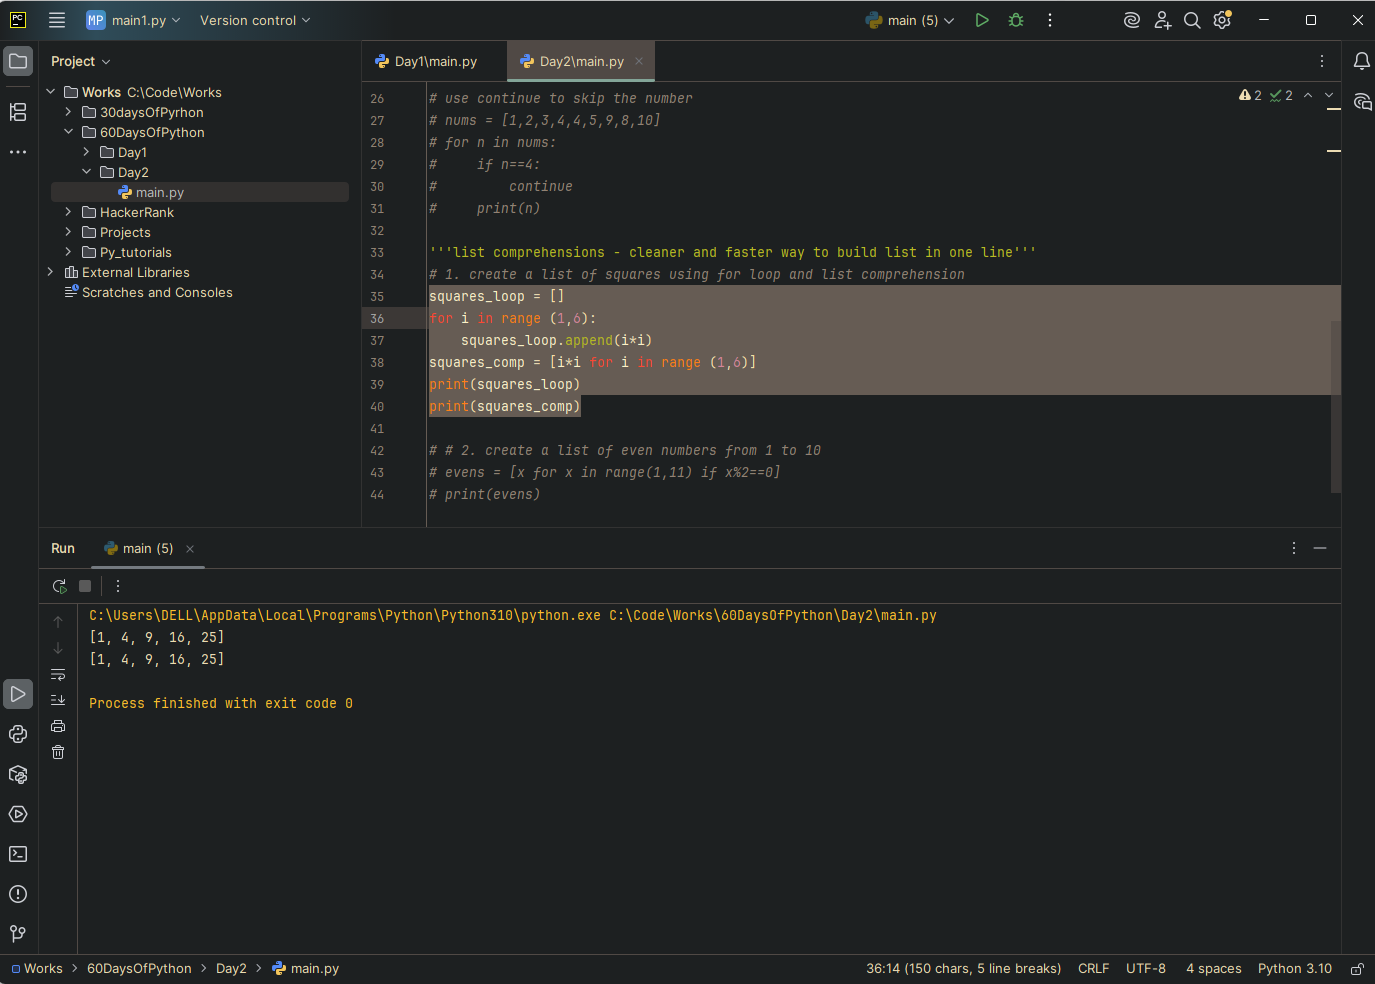 PC
MP main1.py
Version control
main (5)
Project
Works C:\Code\Works
30daysOfPyrhon
60DaysOfPython
Day1
Day2
main.py
HackerRank
Projects
Py_tutorials
External Libraries
Scratches and Consoles
Day1\main.py
Day2\main.py
2 2
26 # use continue to skip the number
27 # nums = [1,2,3,4,4,5,9,8,10]
28 # for n in nums:
29 #     if n==4:
30 #         continue
31 #     print(n)
32
33 '''list comprehensions - cleaner and faster way to build list in one line'''
34 # 1. create a list of squares using for loop and list comprehension
35 squares_loop = []
36 for i in range (1,6):
37     squares_loop.append(i*i)
38 squares_comp = [i*i for i in range (1,6)]
39 print(squares_loop)
40 print(squares_comp)
41
42 # # 2. create a list of even numbers from 1 to 10
43 # evens = [x for x in range(1,11) if x%2==0]
44 # print(evens)
Run main (5)
C:\Users\DELL\AppData\Local\Programs\Python\Python310\python.exe C:\Code\Works\60DaysOfPython\Day2\main.py
[1, 4, 9, 16, 25]
[1, 4, 9, 16, 25]
Process finished with exit code 0
Works > 60DaysOfPython > Day2 > main.py
36:14 (150 chars, 5 line breaks) CRLF UTF-8 4 spaces Python 3.10